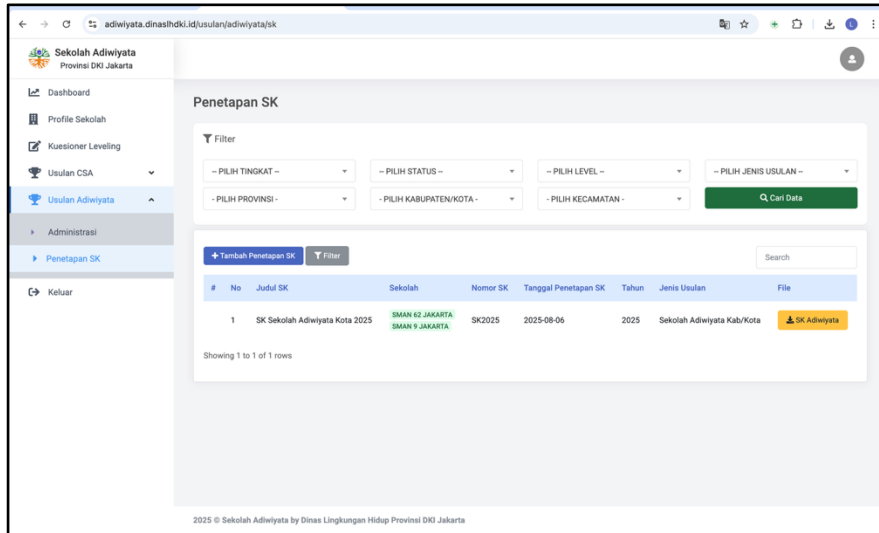 adiwiyata.dinaslhdki.id/usulan/adiwiyata/sk
L
Sekolah Adiwiyata
Provinsi DKI Jakarta
Dashboard
Profile Sekolah
Kuesioner Leveling
Usulan CSA
Usulan Adiwiyata
Administrasi
Penetapan SK
Keluar
Penetapan SK
Filter
-- PILIH TINGKAT -- -- PILIH STATUS -- -- PILIH LEVEL -- -- PILIH JENIS USULAN --
- PILIH PROVINSI - - PILIH KABUPATEN/KOTA - - PILIH KECAMATAN - Cari Data
+ Tambah Penetapan SK Filter Search
# No Judul SK Sekolah Nomor SK Tanggal Penetapan SK Tahun Jenis Usulan File
1 SK Sekolah Adiwiyata Kota 2025 SMAN 62 JAKARTA SK2025 2025-08-06 2025 Sekolah Adiwiyata Kab/Kota SK Adiwiyata
SMAN 9 JAKARTA
Showing 1 to 1 of 1 rows
2025 © Sekolah Adiwiyata by Dinas Lingkungan Hidup Provinsi DKI Jakarta